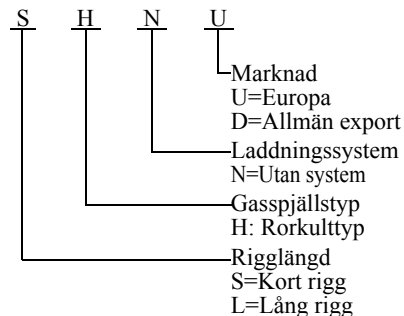 S H N U
Marknad
U=Europa
D=Allmän export
Laddningssystem
N=Utan system
Gasspjällstyp
H: Rorkulttyp
Rigglängd
S=Kort rigg
L=Lång rigg